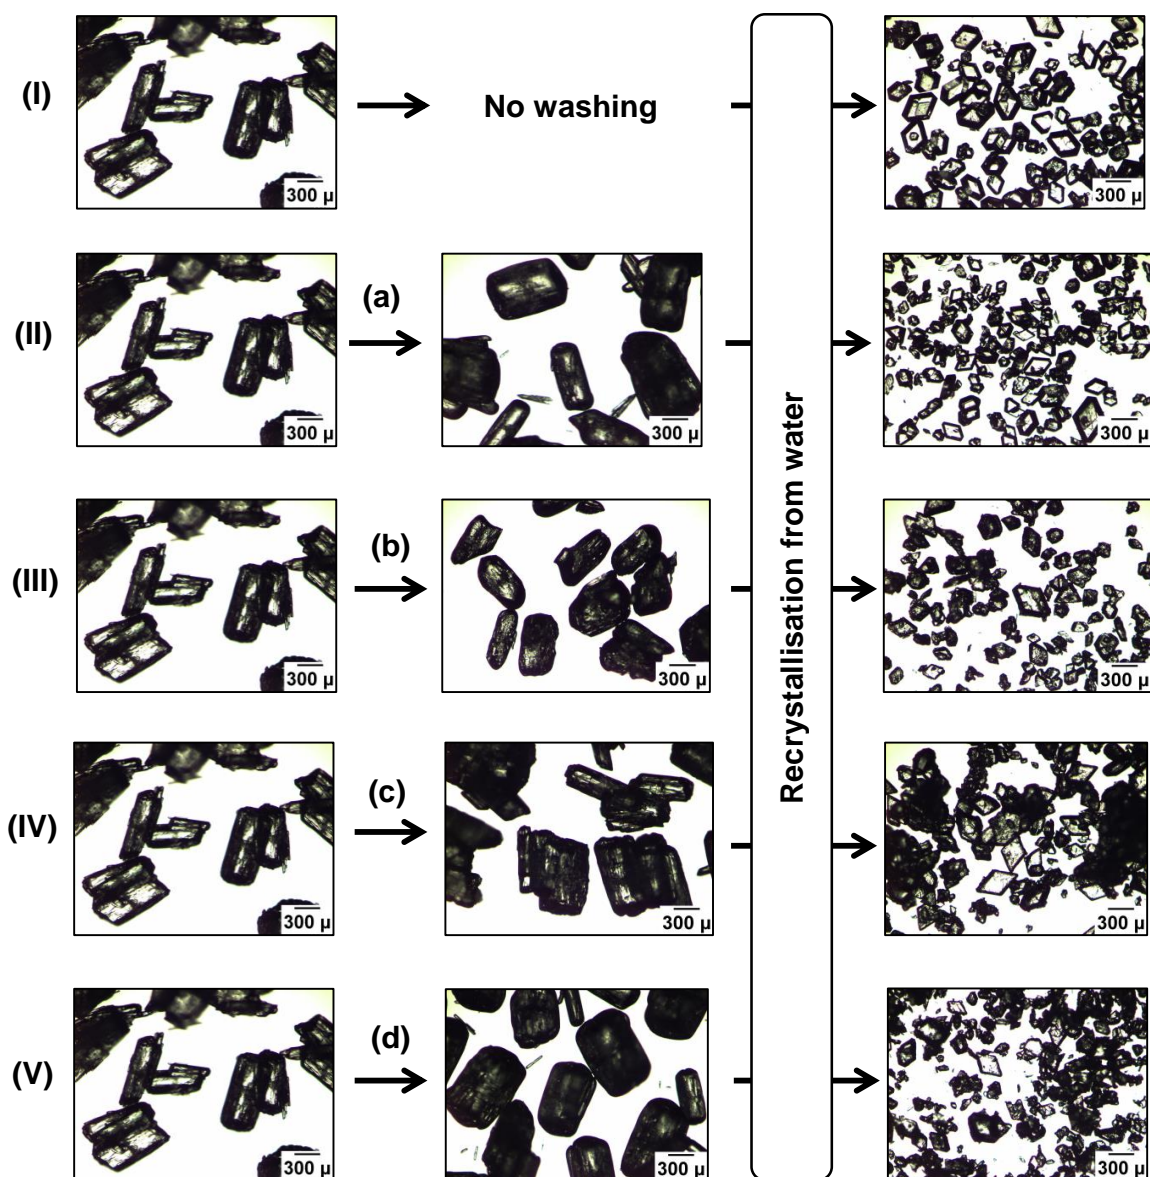 (I)
300 µ
No washing
300 µ
(II)
300 µ
(a)
300 µ
300 µ
(III)
300 µ
(b)
300 µ
300 µ
(IV)
300 µ
(c)
300 µ
300 µ
(V)
300 µ
(d)
300 µ
300 µ
Recrystallisation from water